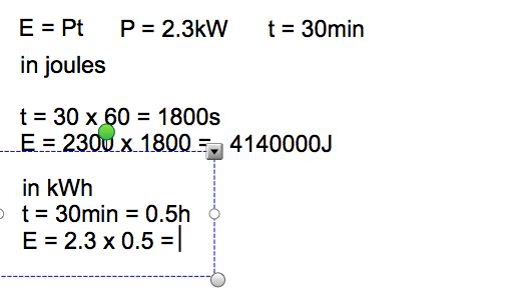 E = Pt P = 2.3kW t = 30min
in joules
t = 30 x 60 = 1800s
E = 2300 x 1800 = 4140000J
in kWh
t = 30min = 0.5h
E = 2.3 x 0.5 =